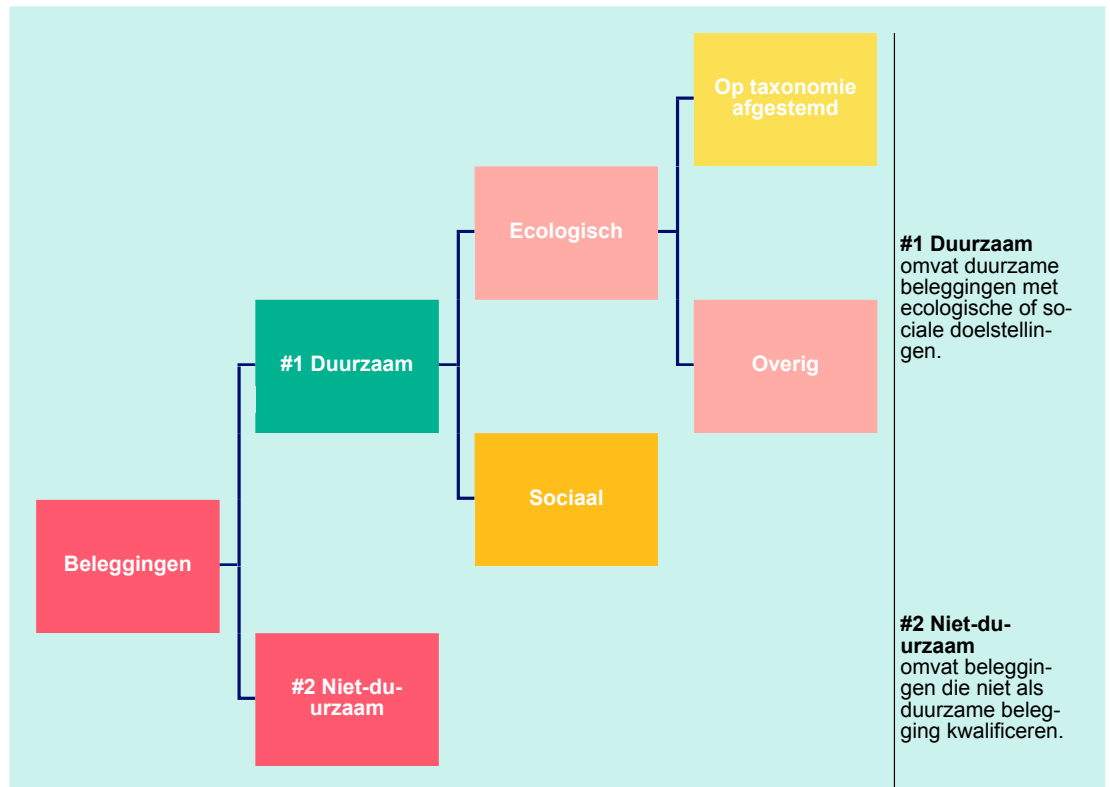 Op taxonomie
afgestemd
Ecologisch
#1 Duurzaam
Overig
Sociaal
Beleggingen
#2 Niet-du-
urzaam
#1 Duurzaam
omvat duurzame
beleggingen met
ecologische of so-
ciale doelstellin-
gen.
#2 Niet-du-
urzaam
omvat beleggin-
gen die niet als
duurzame beleg-
ging kwalificeren.